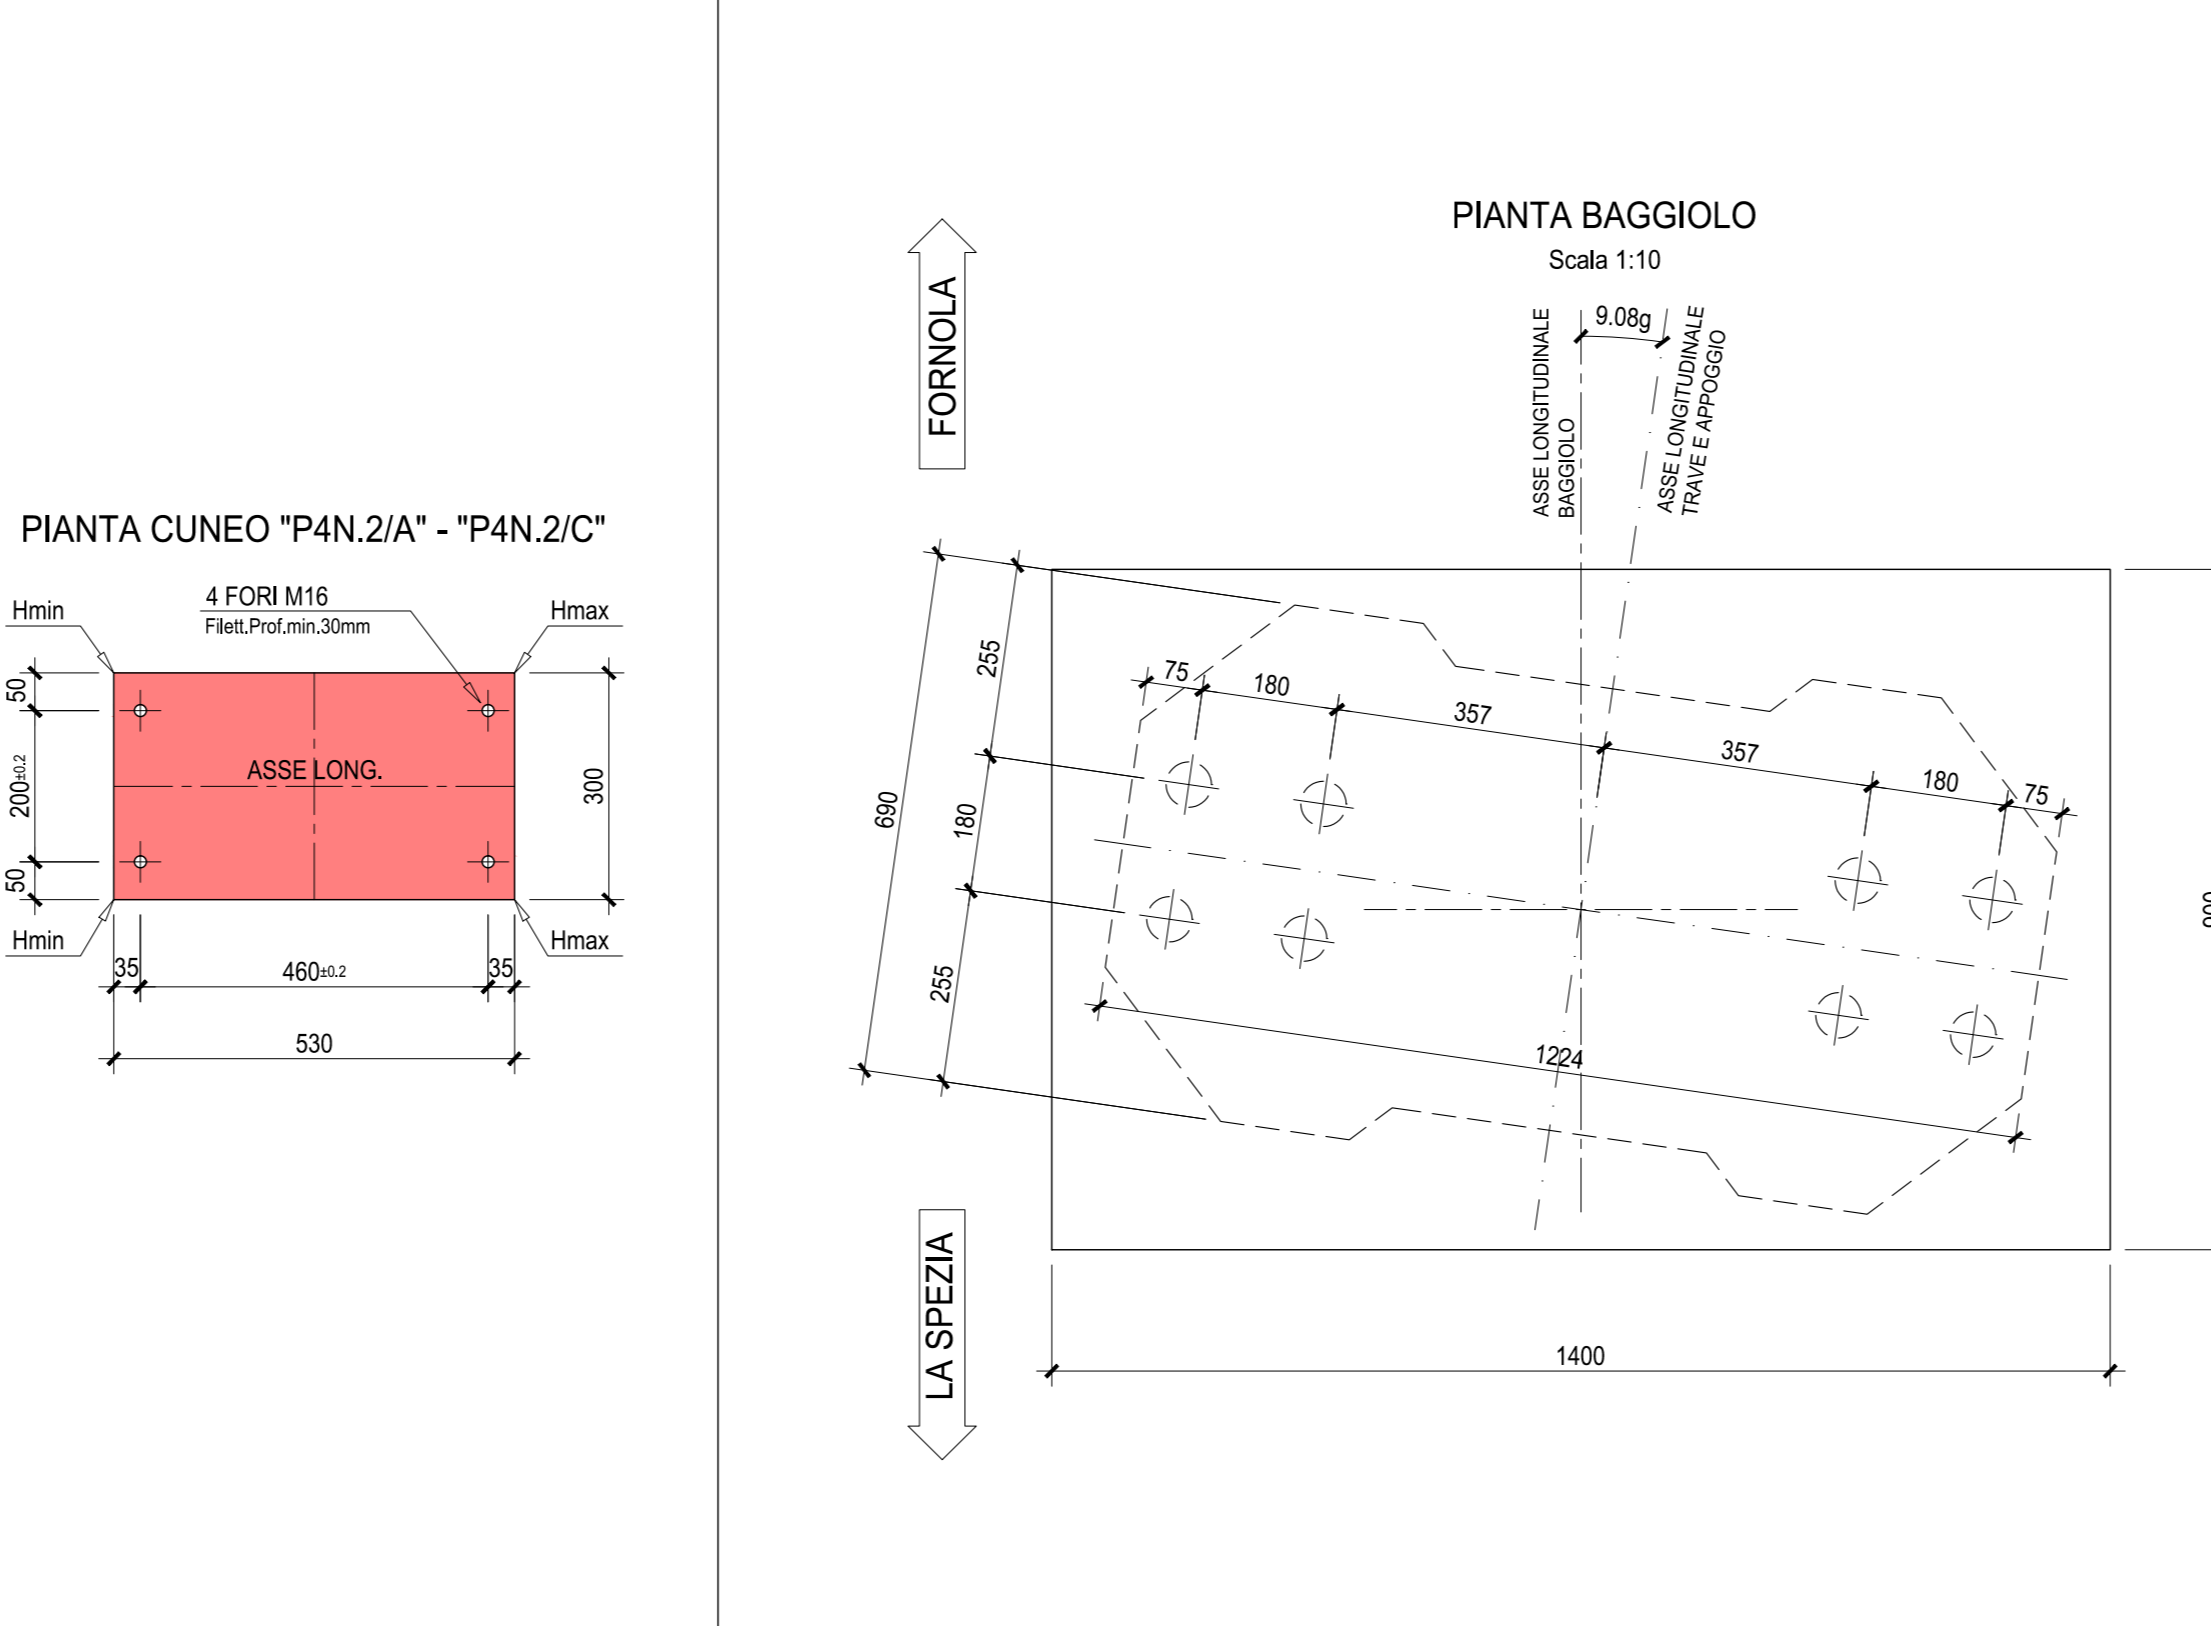 PIANTA CUNEO "P4N.2/A" - "P4N.2/C"
4 FORI M16
Filett.Prof.min.30mm
Hmin
Hmax
50
200±0.2
50
ASSE LONG.
300
Hmin
Hmax
35
460±0.2
35
530
PIANTA BAGGIOLO
Scala 1:10
FORNOLA
ASSE LONGITUDINALE
BAGGIOLO
9.08g
ASSE LONGITUDINALE
TRAVE E APPOGGIO
690
255
180
255
75
180
357
357
180
75
1224
1400
LA SPEZIA